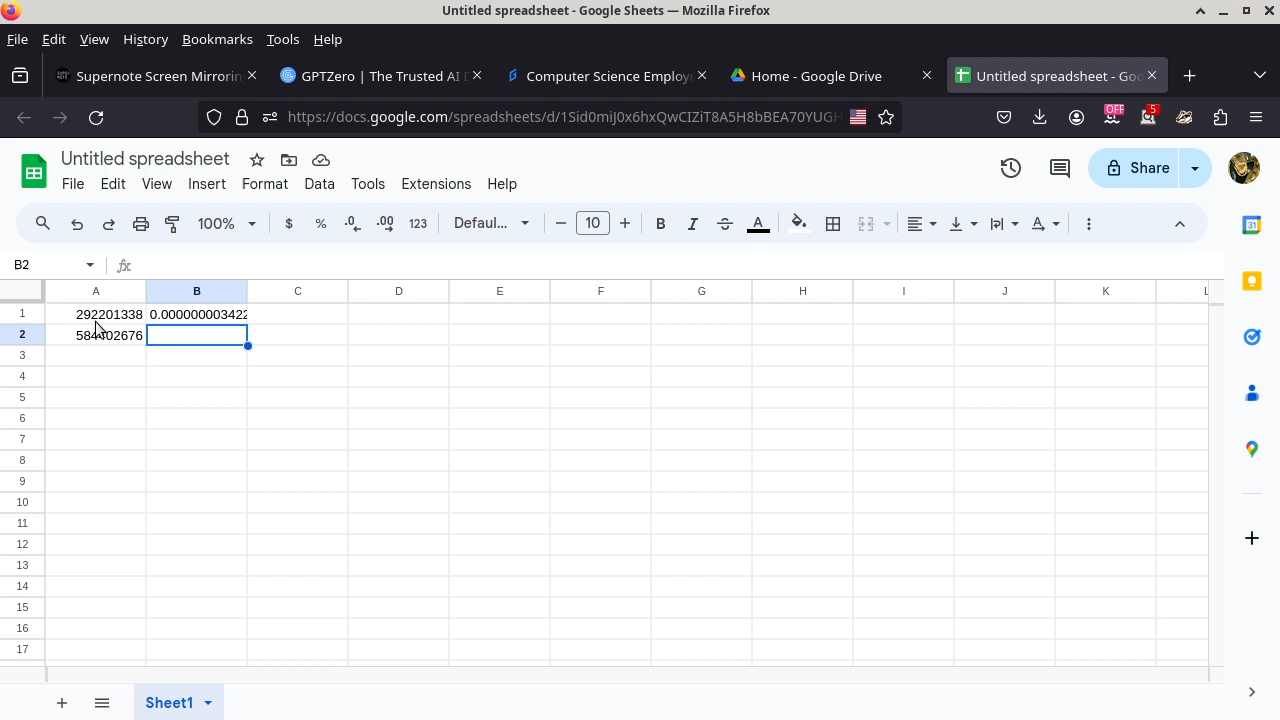 Untitled spreadsheet - Google Sheets — Mozilla Firefox
File Edit View History Bookmarks Tools Help
Supernote Screen Mirrorin GPTZero | The Trusted AI D Computer Science Employ Home - Google Drive Untitled spreadsheet - Goo
https://docs.google.com/spreadsheets/d/1Sid0miJ0x6hxQwCIZiT8A5H8bBEA70YUGH OFF 5
Untitled spreadsheet
File Edit View Insert Format Data Tools Extensions Help
Share
100% $ % .0 .00 123 Defaul... 10 B I S A
B2 fx
A B C D E F G H I J K L
1 292201338 0.000000003422
2 584402676
3
4
5
6
7
8
9
10
11
12
13
14
15
16
17
Sheet1
31